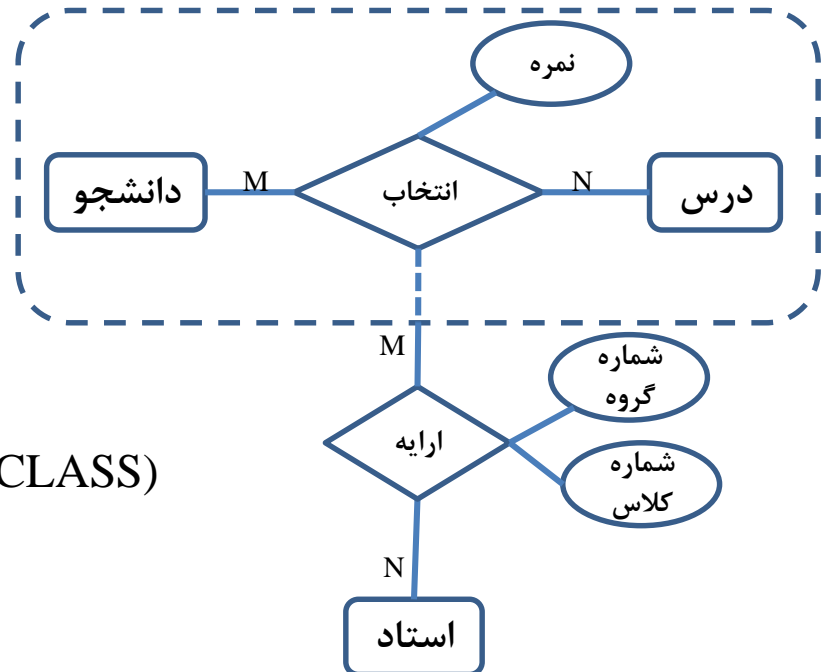 نمره
دانشجو
M
انتخاب
N
درس
M
شماره
گروه
ارایه
شماره
کلاس
CLASS)
N
استاد